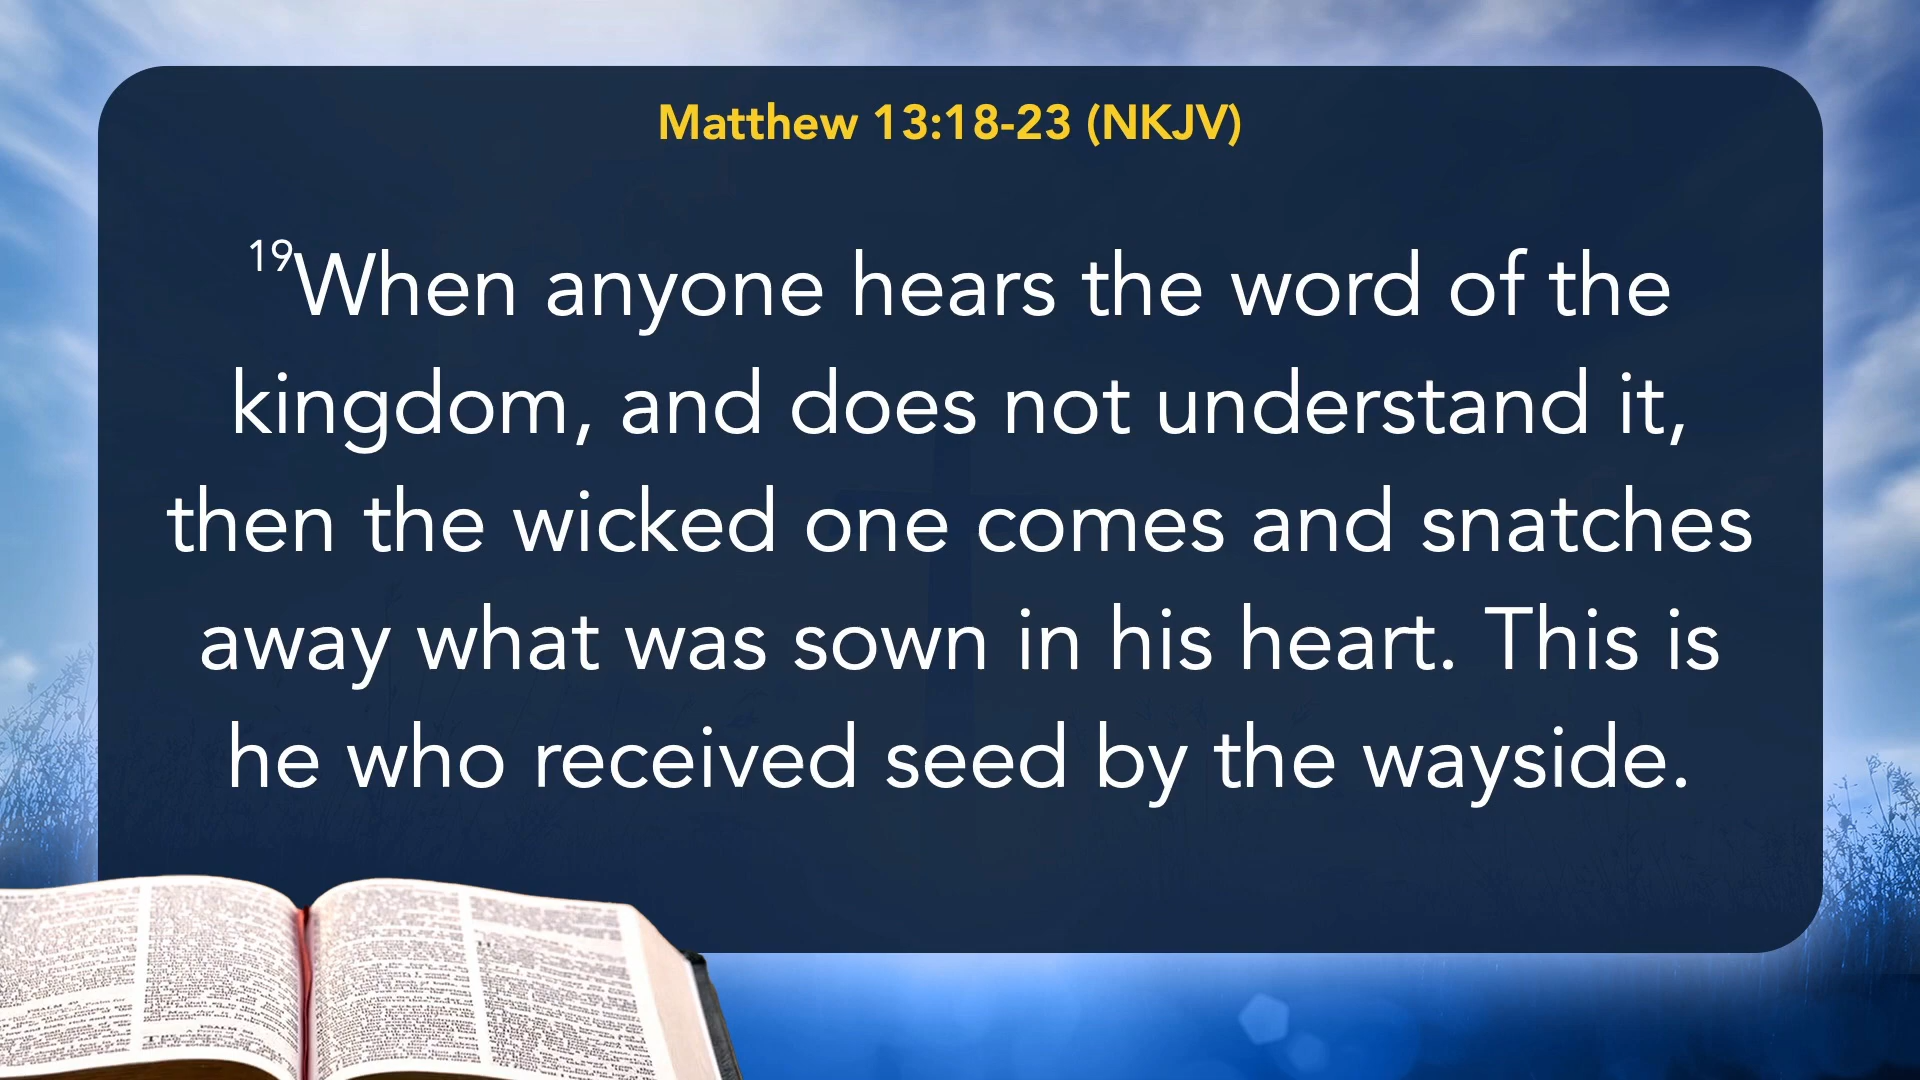 Matthew 13:18-23 (NKJV)
19When anyone hears the word of the
kingdom, and does not understand it,
then the wicked one comes and snatches
away what was sown in his heart. This is
he who received seed by the wayside.